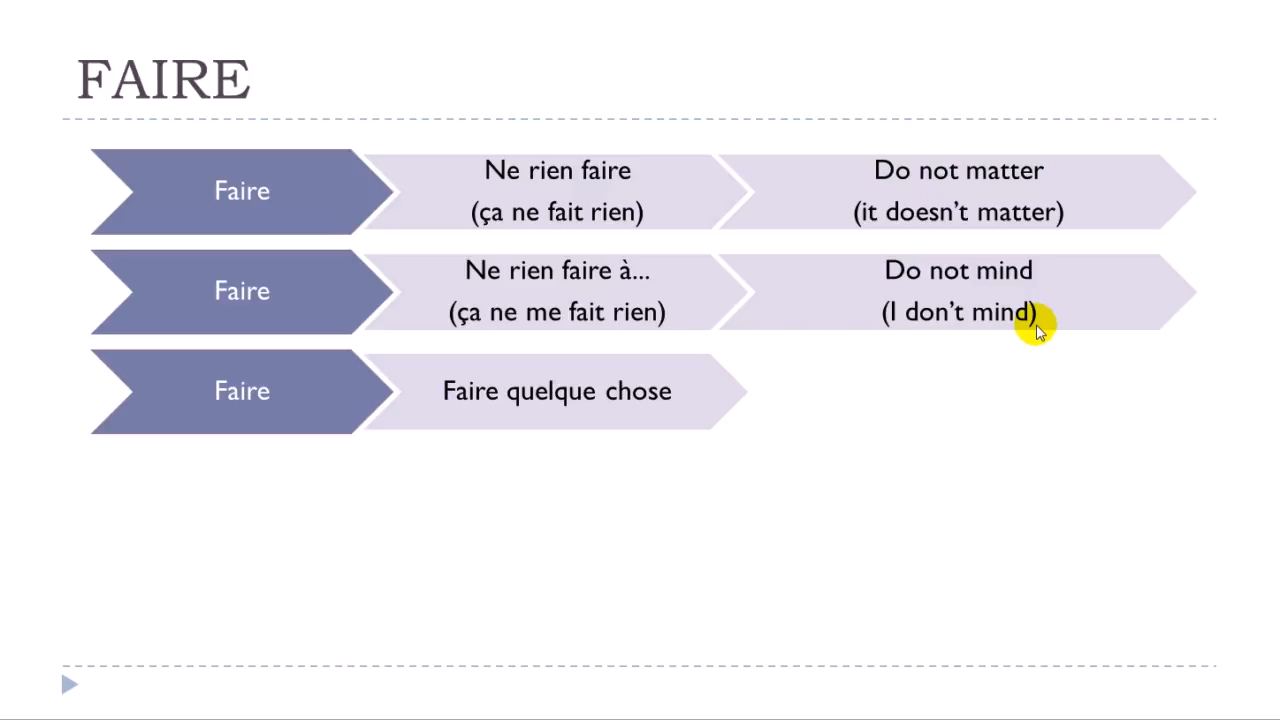 FAIRE
Faire
Ne rien faire
(ça ne fait rien)
Do not matter
(it doesn’t matter)
Faire
Ne rien faire à...
(ça ne me fait rien)
Do not mind
(I don’t mind)
Faire
Faire quelque chose